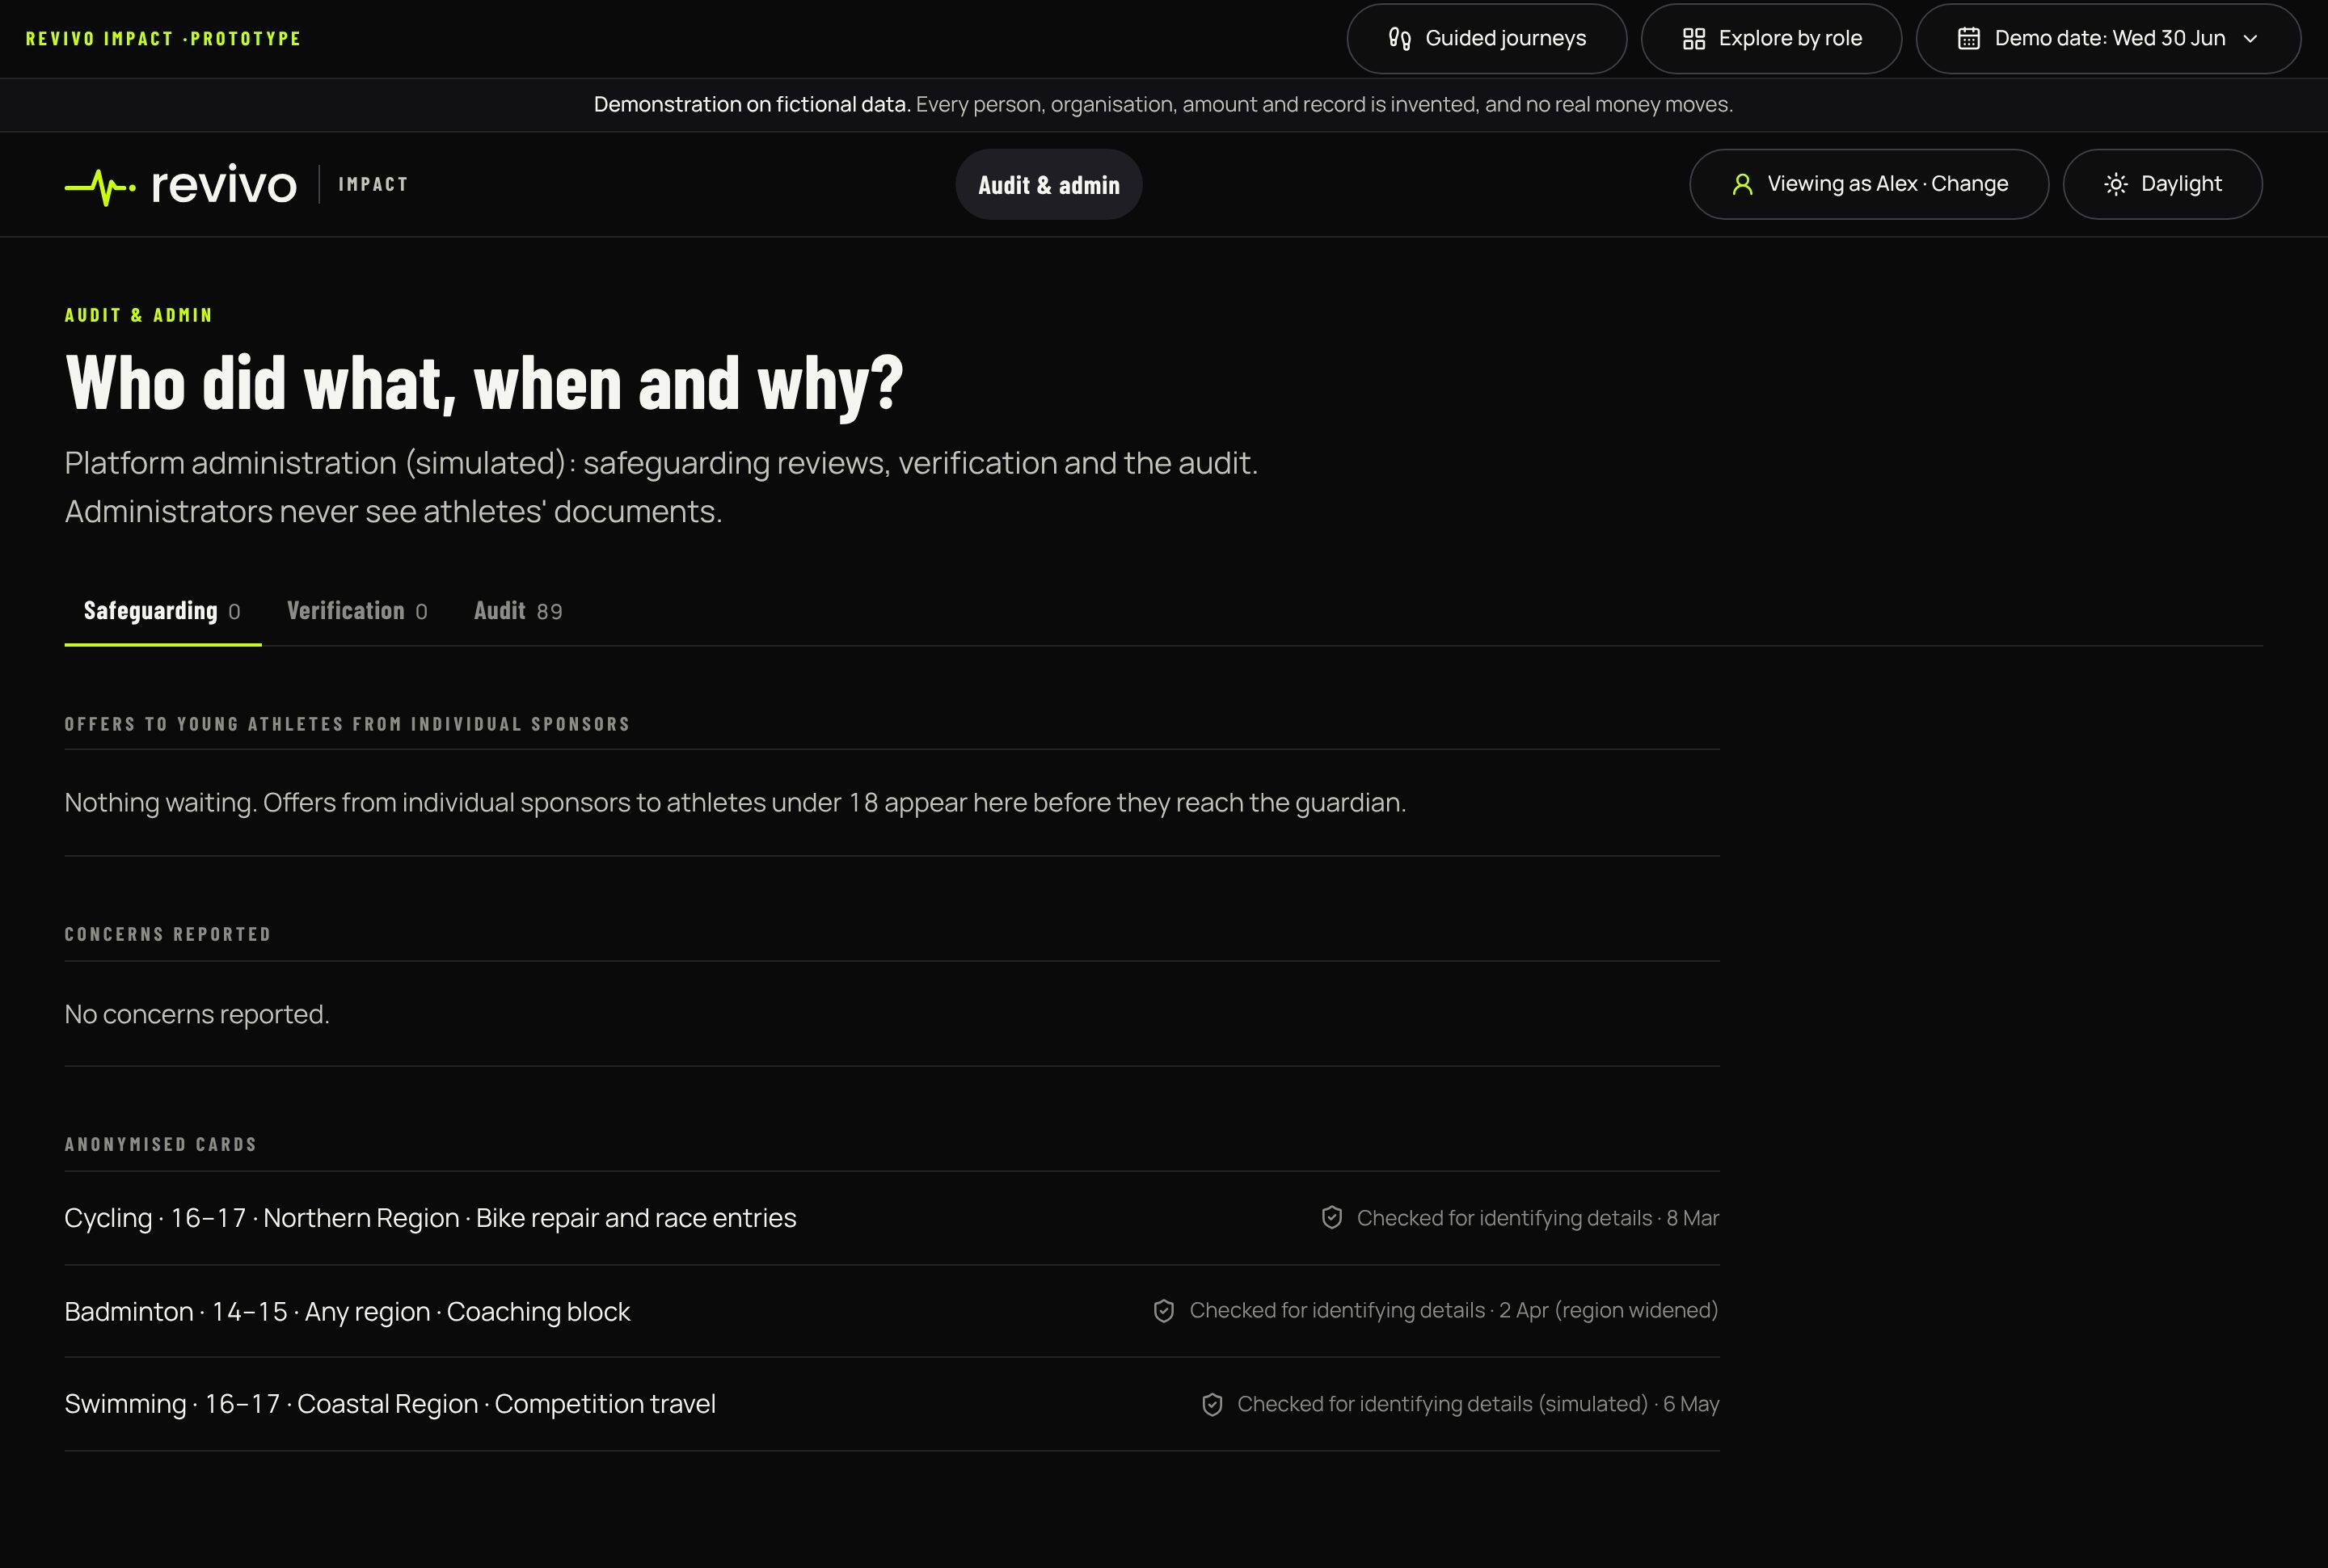 REVIVO IMPACT ·PROTOTYPE
Guided journeys
Explore by role
Demo date: Wed 30 Jun
Demonstration on fictional data. Every person, organisation, amount and record is invented, and no real money moves.
revivo
IMPACT
Audit & admin
Viewing as Alex · Change
Daylight
AUDIT & ADMIN
Who did what, when and why?
Platform administration (simulated): safeguarding reviews, verification and the audit.
Administrators never see athletes' documents.
Safeguarding 0
Verification 0
Audit 89
OFFERS TO YOUNG ATHLETES FROM INDIVIDUAL SPONSORS
Nothing waiting. Offers from individual sponsors to athletes under 18 appear here before they reach the guardian.
CONCERNS REPORTED
No concerns reported.
ANONYMISED CARDS
Cycling · 16–17 · Northern Region · Bike repair and race entries
Checked for identifying details · 8 Mar
Badminton · 14–15 · Any region · Coaching block
Checked for identifying details · 2 Apr (region widened)
Swimming · 16–17 · Coastal Region · Competition travel
Checked for identifying details (simulated) · 6 May